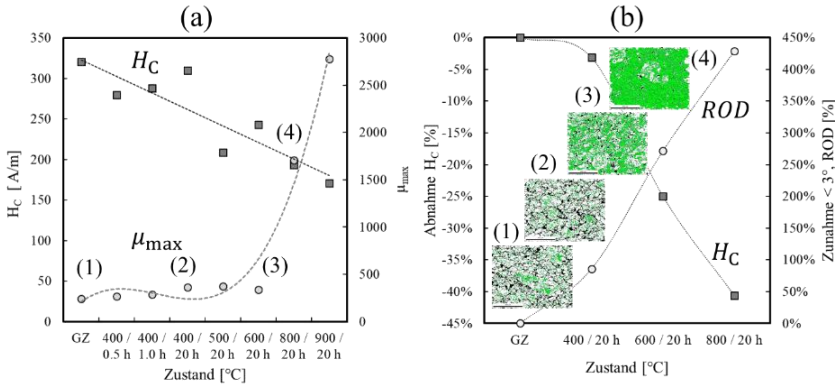 (a)
H_C [ A/m]
350
300
250
200
150
100
50
0
H_C
μ_max
(1)
(2)
(3)
(4)
3000
2500
2000
1500
1000
500
0
μ_max
GZ
400 / 0.5 h
400 / 1.0 h
400 / 20 h
500 / 20 h
600 / 20 h
800 / 20 h
900 / 20 h
Zustand [°C]
(b)
Abnahme H_C [%]
0%
-5%
-10%
-15%
-20%
-25%
-30%
-35%
-40%
-45%
(4)
(3)
ROD
(2)
(1)
H_C
450%
400%
350%
300%
250%
200%
150%
100%
50%
0%
Zunahme < 3°, ROD [%]
GZ
400 / 20 h
600 / 20 h
800 / 20h
Zustand [°C]